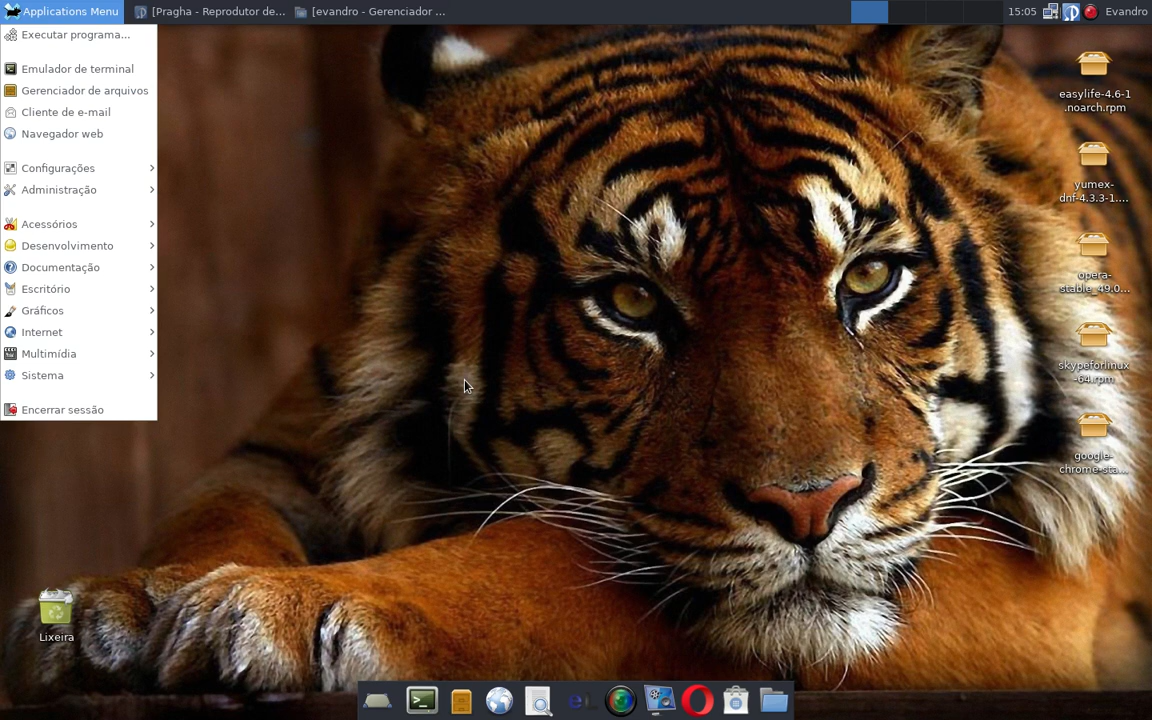 Applications Menu
[Pragha - Reprodutor de...
[evandro - Gerenciador ...
15:05
Evandro
Executar programa...
Emulador de terminal
Gerenciador de arquivos
Cliente de e-mail
Navegador web
Configurações
Administração
Acessórios
Desenvolvimento
Documentação
Escritório
Gráficos
Internet
Multimídia
Sistema
Encerrar sessão
easylife-4.6-1
.noarch.rpm
yumex-
dnf-4.3.3-1....
opera-
stable_49.0...
skypeforlinux
-64.rpm
google-
chrome-sta...
Lixeira